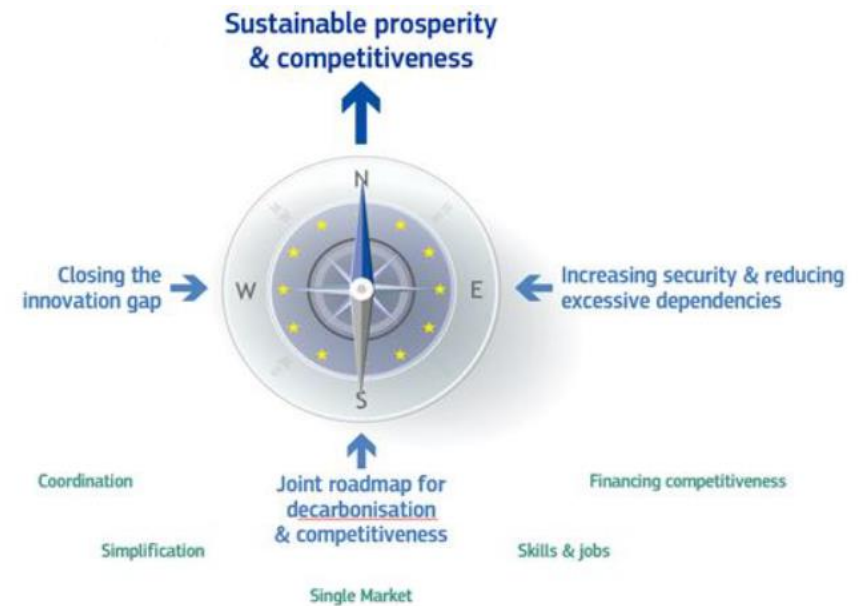 Sustainable prosperity
& competitiveness
N
Closing the
innovation gap
W
E
Increasing security & reducing
excessive dependencies
S
Coordination
Joint roadmap for
decarbonisation
& competitiveness
Financing competitiveness
Simplification
Skills & jobs
Single Market